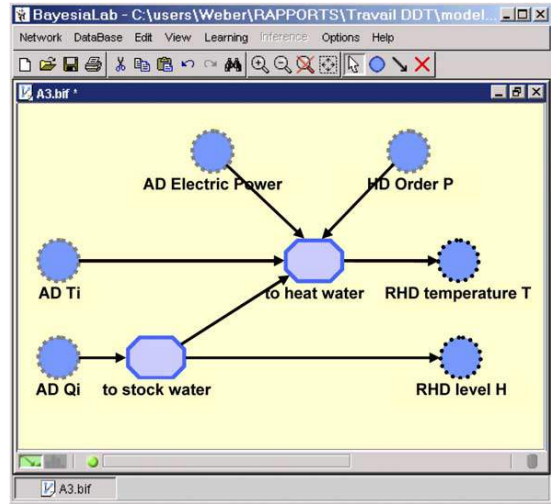 BayesiaLab - C:\users\Weber\RAPPORTS\Travail DDT\model...
Network DataBase Edit View Learning Inference Options Help
A3.bif *
AD Electric Power
HD Order P
AD Ti
to heat water
RHD temperature T
AD Qi
to stock water
RHD level H
A3.bif